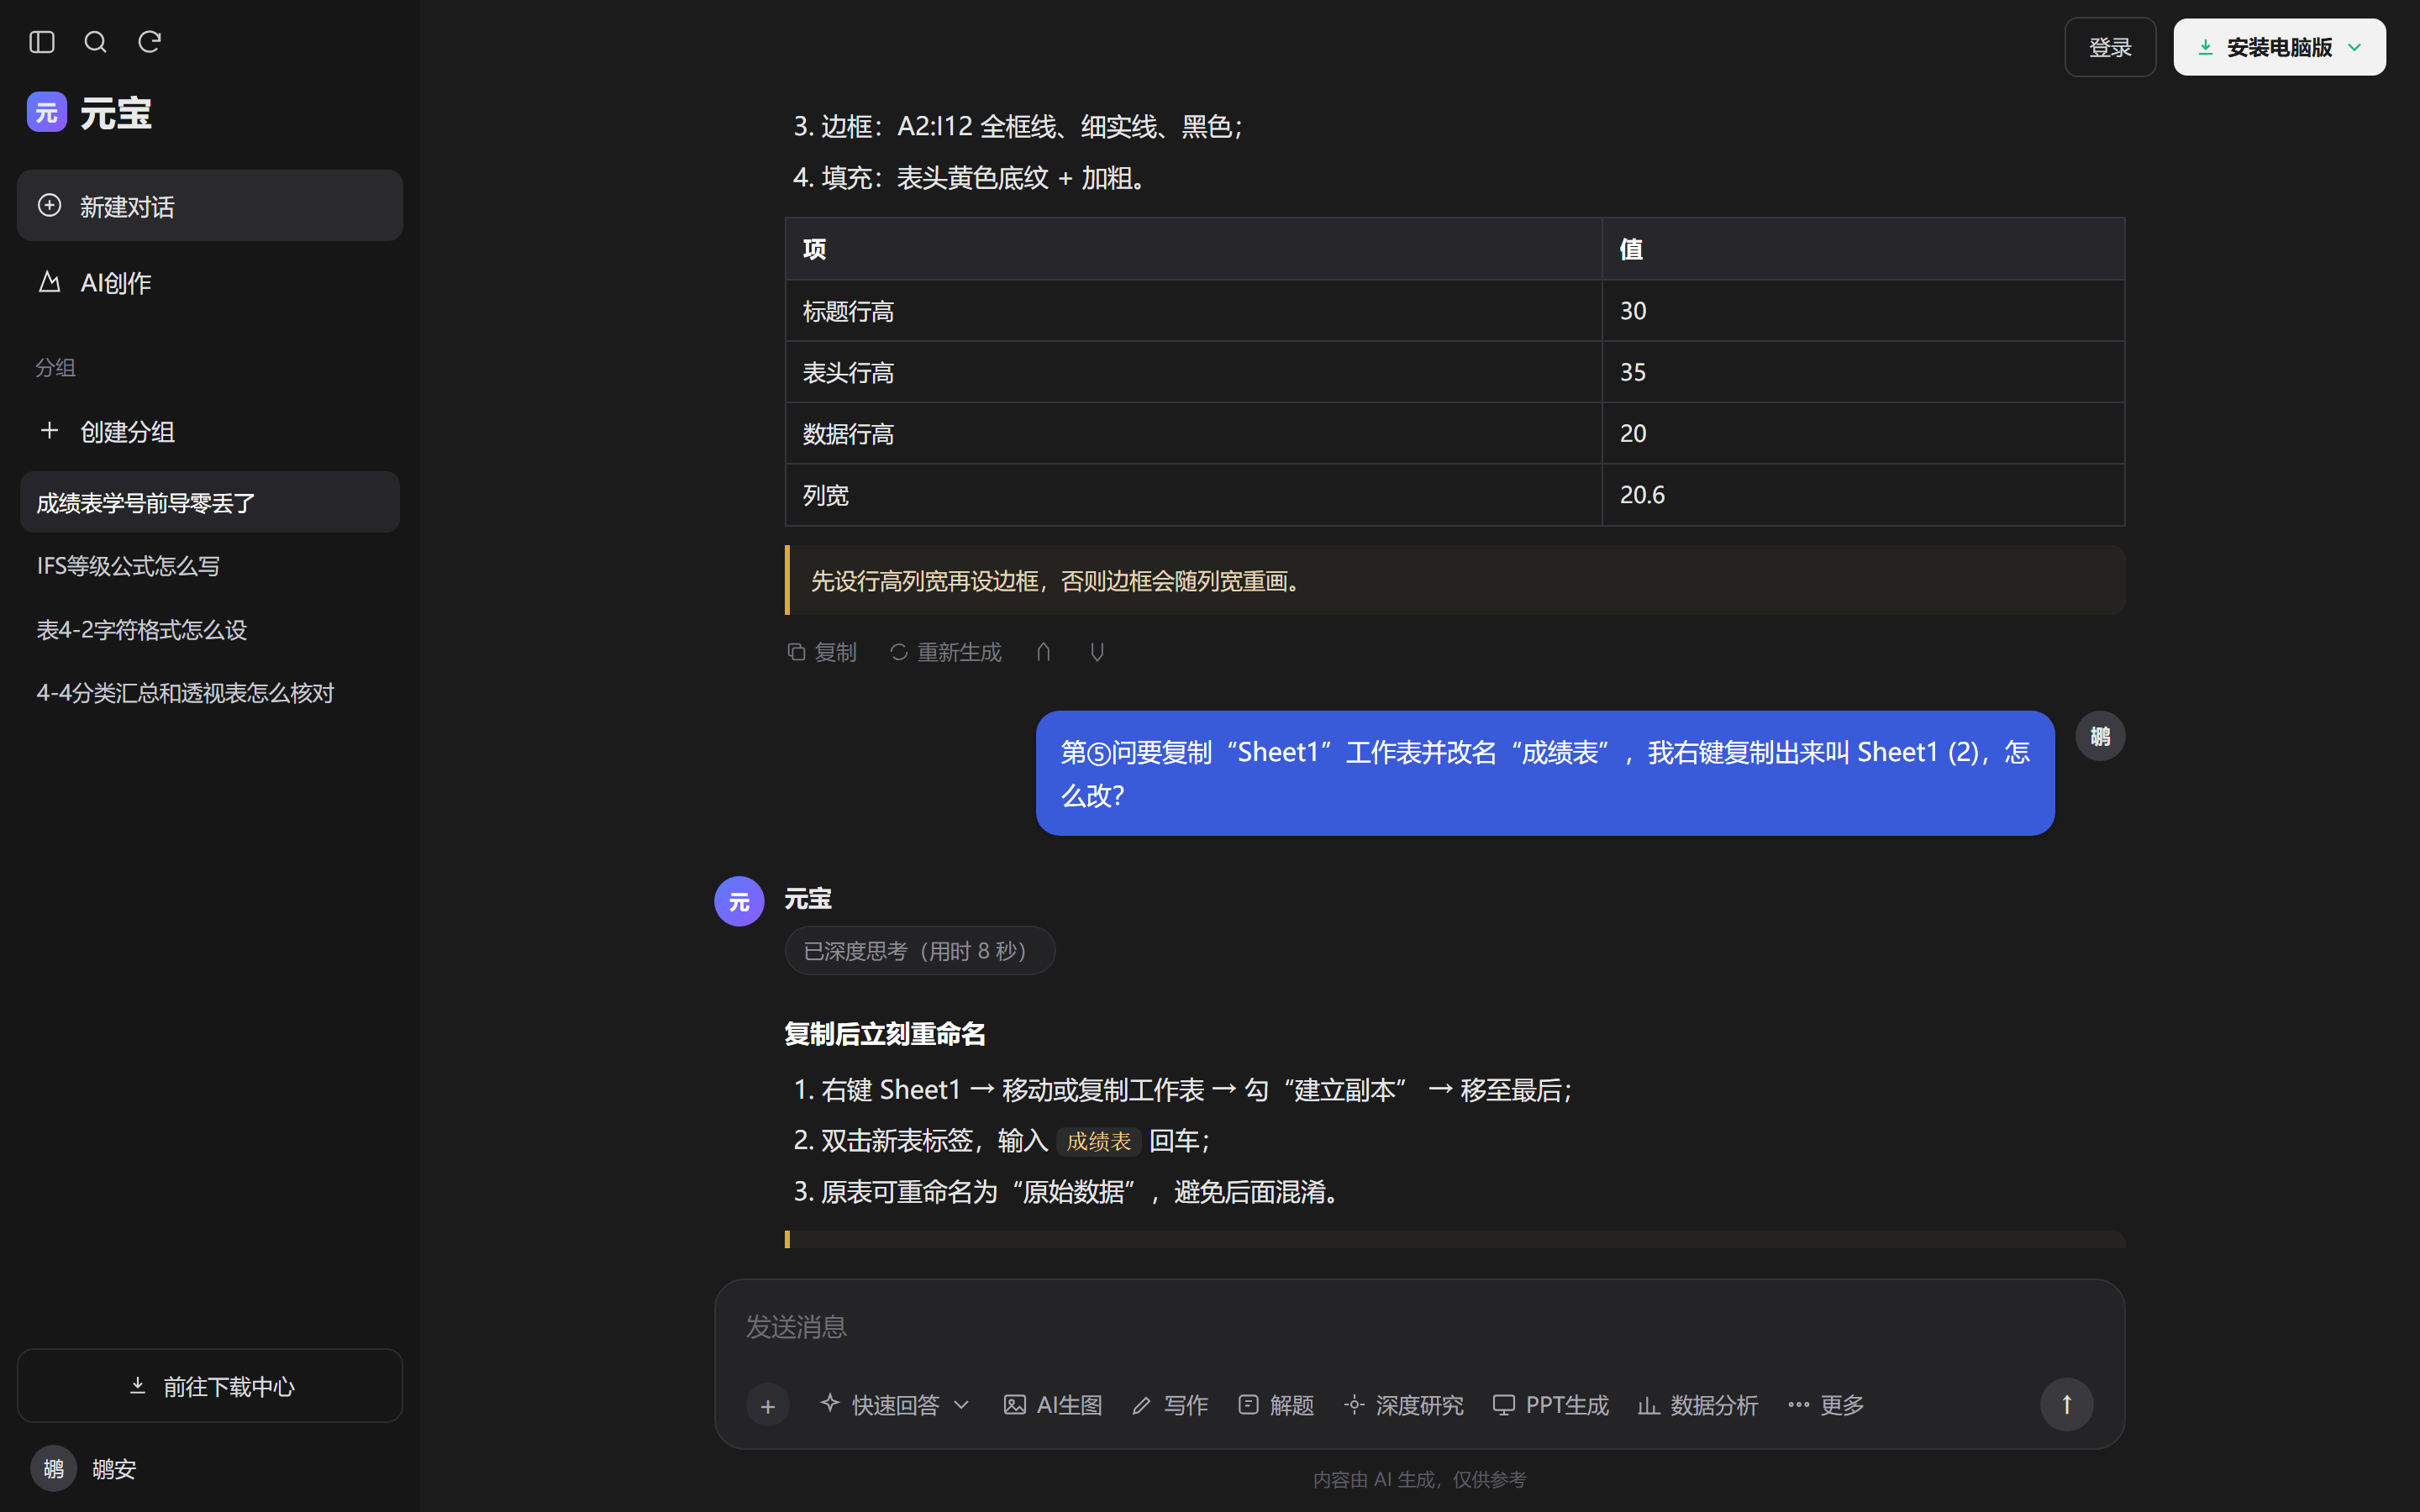 元 元宝
新建对话
AI创作
分组
创建分组
成绩表学号前导零丢了
IFS等级公式怎么写
表4-2字符格式怎么设
4-4分类汇总和透视表怎么核对
前往下载中心
鹕 鹕安
登录
安装电脑版
3. 边框：A2:I12 全框线、细实线、黑色；
4. 填充：表头黄色底纹 + 加粗。
项 值
标题行高 30
表头行高 35
数据行高 20
列宽 20.6
先设行高列宽再设边框，否则边框会随列宽重画。
复制 重新生成
第⑤问要复制“Sheet1”工作表并改名“成绩表”，我右键复制出来叫 Sheet1 (2)，怎
么改？
鹕
元 元宝
已深度思考（用时 8 秒）
复制后立刻重命名
1. 右键 Sheet1 → 移动或复制工作表 → 勾“建立副本” → 移至最后；
2. 双击新表标签，输入 成绩表 回车；
3. 原表可重命名为“原始数据”，避免后面混淆。
发送消息
+ 快速回答 AI生图 写作 解题 深度研究 PPT生成 数据分析 更多
内容由 AI 生成，仅供参考